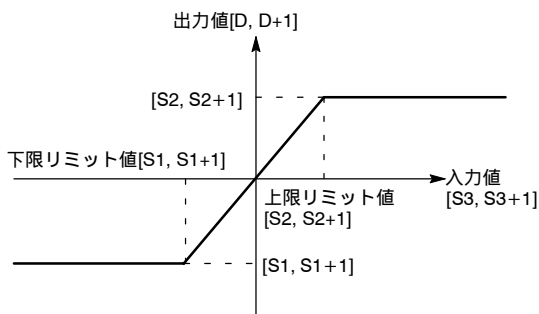 出力値[D, D+1]
[S2, S2+1]
下限リミット値[S1, S1+1]
入力値
[S3, S3+1]
上限リミット値
[S2, S2+1]
[S1, S1+1]